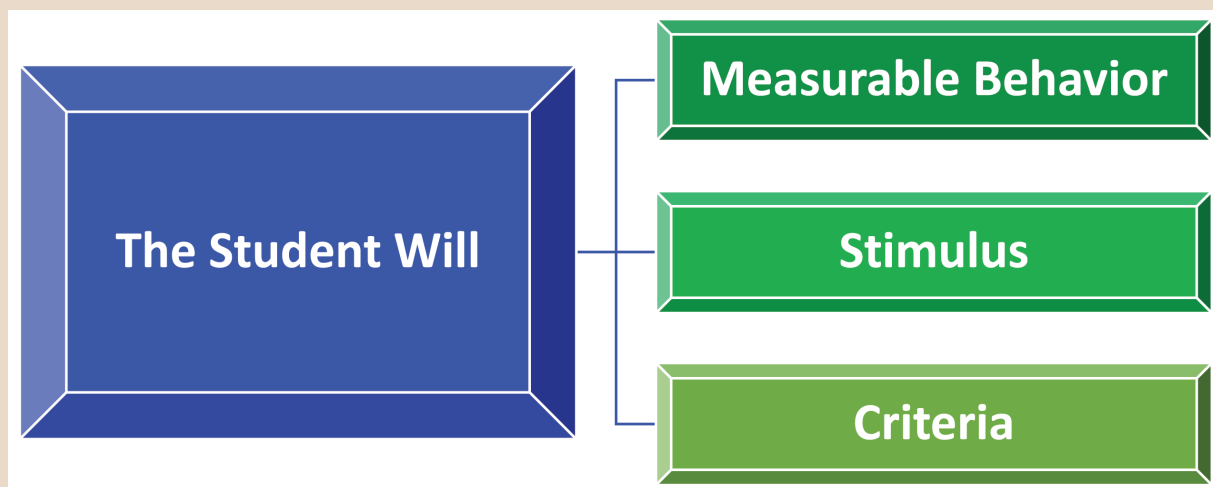 The Student Will
Measurable Behavior
Stimulus
Criteria